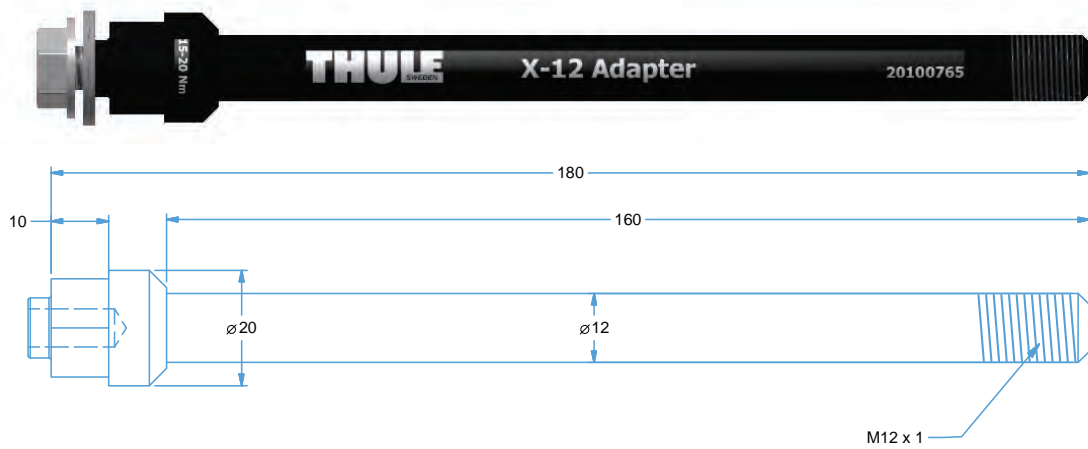 15-20 Nm
THULE
SWEDEN
X-12 Adapter
20100765
180
10
160
⌀20
⌀12
M12 x 1